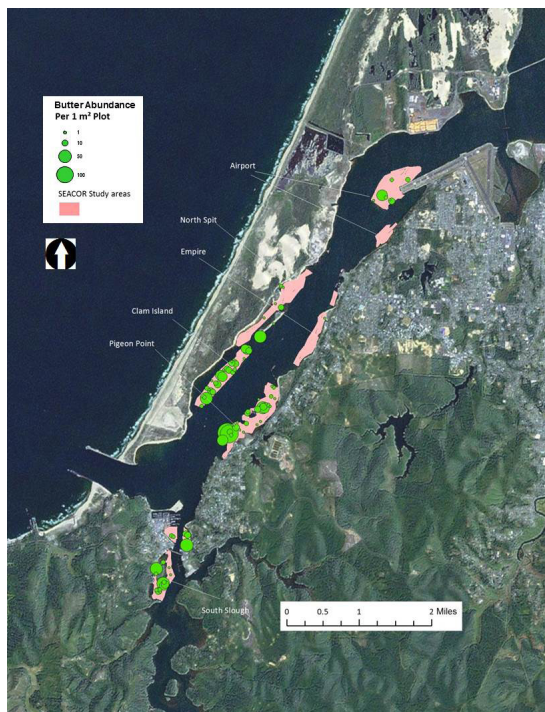 Butter Abundance
Per 1 m² Plot
1
10
50
100
SEACOR Study areas
Airport
North Spit
Empire
Clam Island
Pigeon Point
South Slough
0 0.5 1 2 Miles